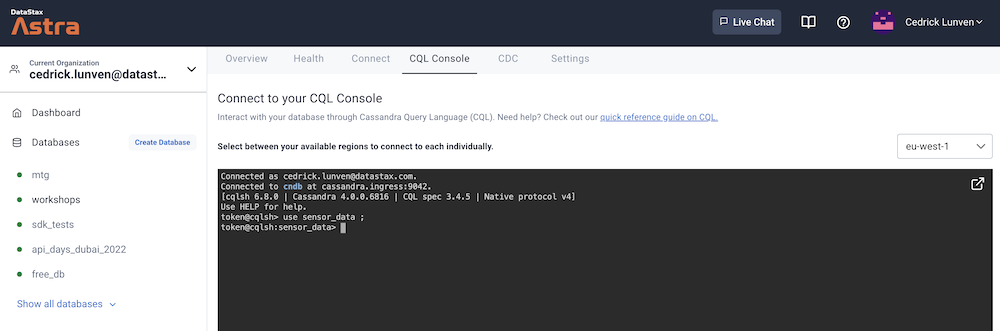 DataStax
Astra
Live Chat
Cedrick Lunven
Current Organization
cedrick.lunven@datast...
Overview Health Connect CQL Console CDC Settings
Connect to your CQL Console
Interact with your database through Cassandra Query Language (CQL). Need help? Check out our quick reference guide on CQL.
Dashboard
Databases
Create Database
Select between your available regions to connect to each individually.
eu-west-1
mtg
workshops
sdk_tests
api_days_dubai_2022
free_db
Show all databases
Connected as cedrick.lunven@datastax.com.
Connected to cndb at cassandra.ingress:9042.
[cqlsh 6.8.0 | Cassandra 4.0.0.6816 | CQL spec 3.4.5 | Native protocol v4]
Use HELP for help.
token@cqlsh> use sensor_data ;
token@cqlsh:sensor_data>